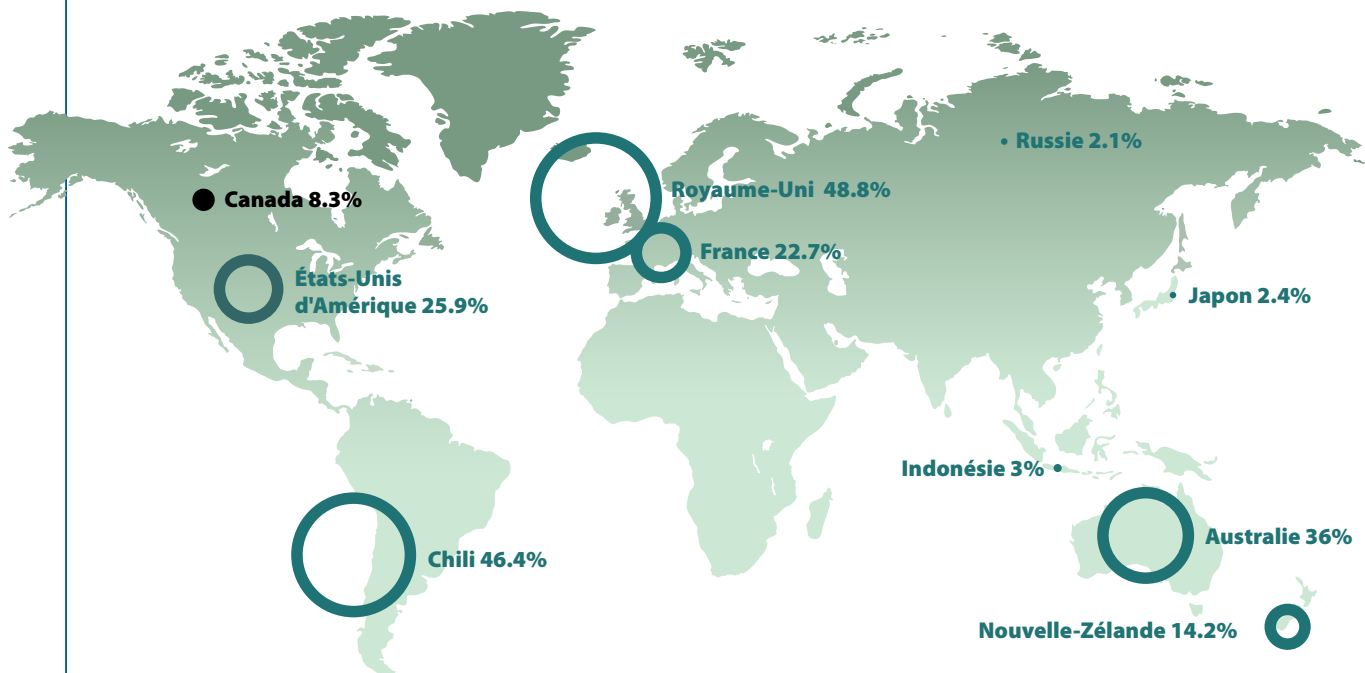 Russie 2.1%
Royaume-Uni 48.8%
Canada 8.3%
France 22.7%
États-Unis
d'Amérique 25.9%
Japon 2.4%
Indonésie 3%
Australie 36%
Chili 46.4%
Nouvelle-Zélande 14.2%